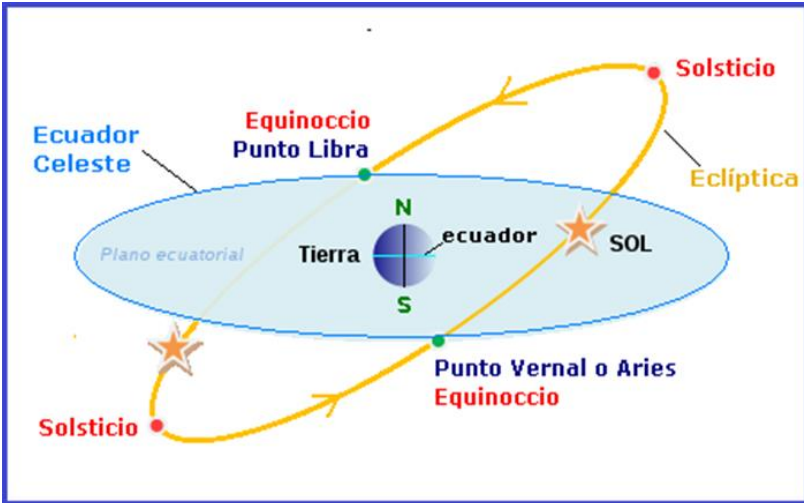 Solsticio
Equinoccio
Punto Libra
Ecuador
Celeste
Eclíptica
N
ecuador
SOL
Plano ecuatorial
Tierra
S
Punto Vernal o Aries
Equinoccio
Solsticio